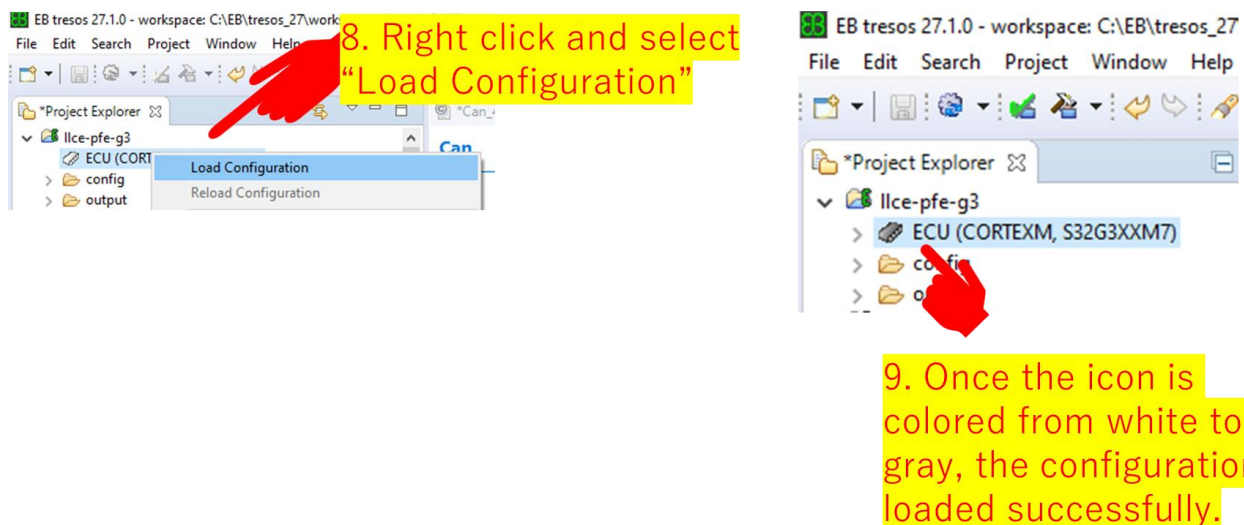 EB tresos 27.1.0 - workspace: C:\EB\tresos_27\work
File Edit Search Project Window Help
*Project Explorer
*Can_
Can
llce-pfe-g3
ECU (CORT
config
output
Load Configuration
Reload Configuration
8. Right click and select
“Load Configuration”
EB tresos 27.1.0 - workspace: C:\EB\tresos_27
File Edit Search Project Window Help
*Project Explorer
llce-pfe-g3
ECU (CORTEXM, S32G3XXM7)
config
9. Once the icon is
colored from white to
gray, the configuration
loaded successfully.